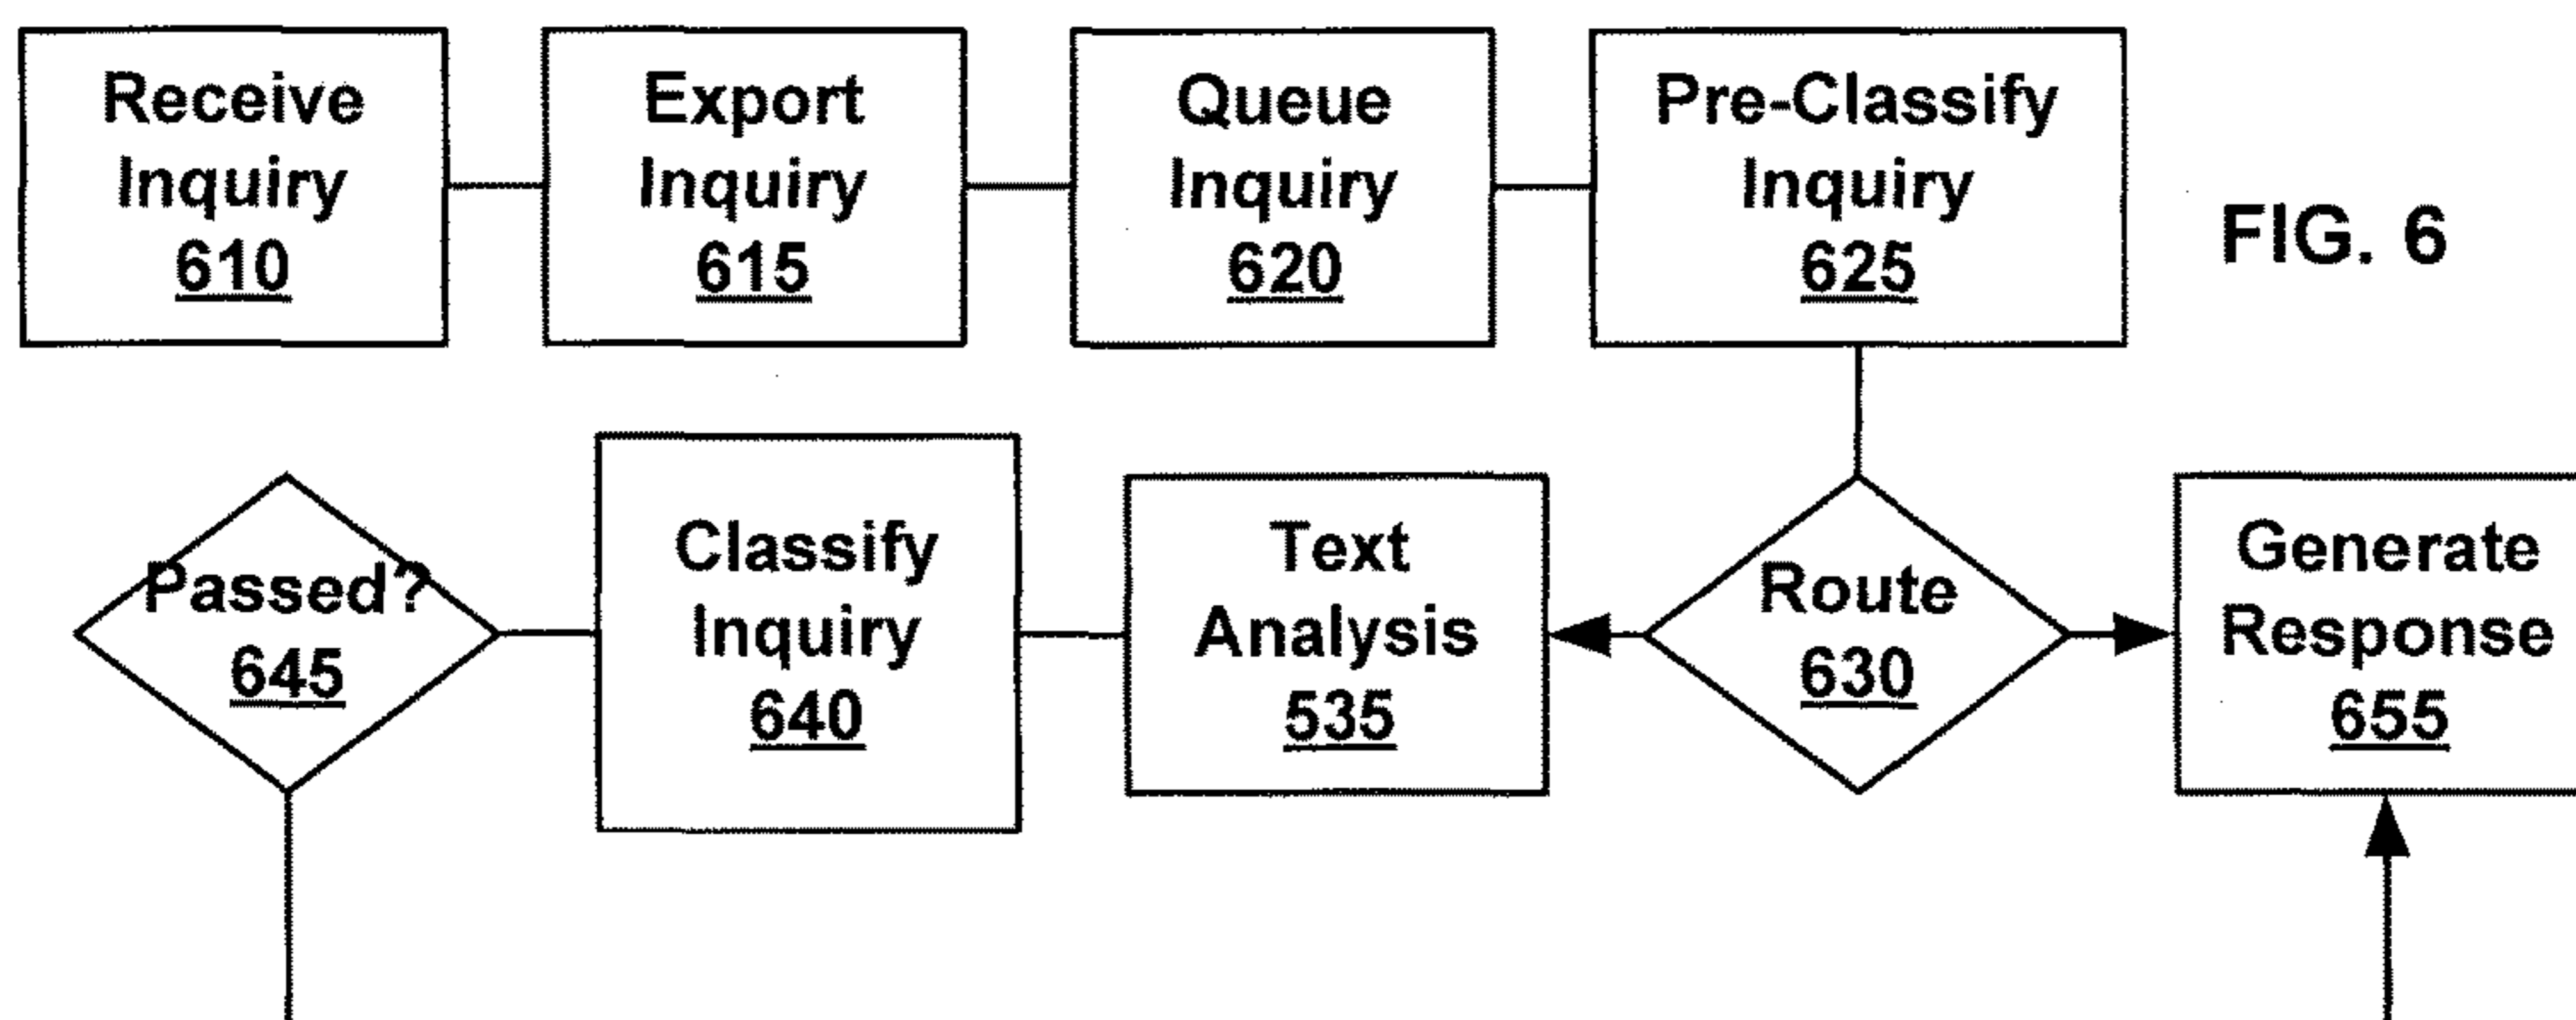 Receive
Inquiry
610
Export
Inquiry
615
Queue
Inquiry
620
Pre-Classify
Inquiry
625
FIG. 6
Passed?
645
Classify
Inquiry
640
Text
Analysis
535
Route
630
Generate
Response
655